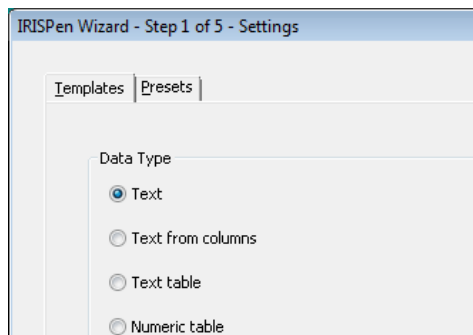 IRISPen Wizard - Step 1 of 5 - Settings
Templates Presets
Data Type
Text
Text from columns
Text table
Numeric table